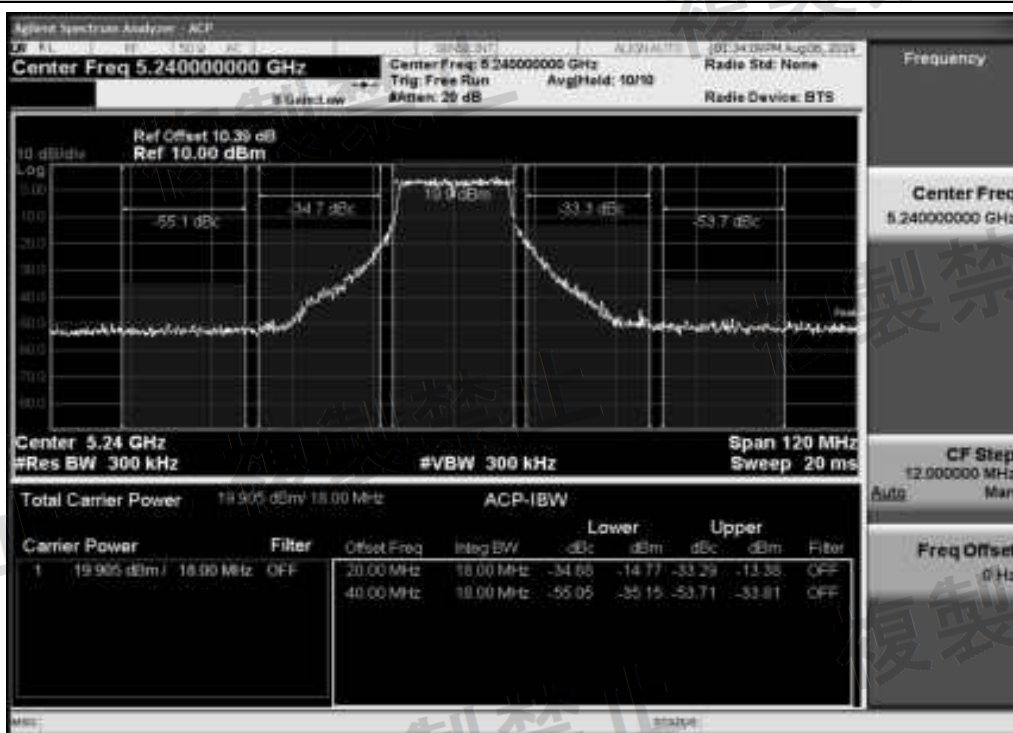 Agilent Spectrum Analyzer - ACP
Center Freq 5.240000000 GHz
Center Freq: 5.240000000 GHz
Radio Std: None
Trig: Free Run Avg|Hold: 10/10
#Atten: 20 dB
Radio Device: BTS
Ref Offset 10.39 dB
10 dB/div Ref 10.00 dBm
Log
-55.1 dBc
-34.7 dBc
19.9 dBm
-33.3 dBc
-53.7 dBc
Center 5.24 GHz Span 120 MHz
#Res BW 300 kHz #VBW 300 kHz Sweep 20 ms
Total Carrier Power 19.905 dBm/ 18.00 MHz ACP-IBW
Lower Upper
Carrier Power Filter Offset Freq Integ BW dBc dBm dBc dBm Filter
1 19.905 dBm / 18.00 MHz OFF 20.00 MHz 18.00 MHz -14.77 -33.29 -13.38 OFF
40.00 MHz 18.00 MHz -55.05 -35.15 -53.71 -33.81 OFF
Frequency
Center Freq
5.240000000 GHz
CF Step
12.000000 MHz
Auto Man
Freq Offset
0 Hz
MSG
STATUS
複製禁止